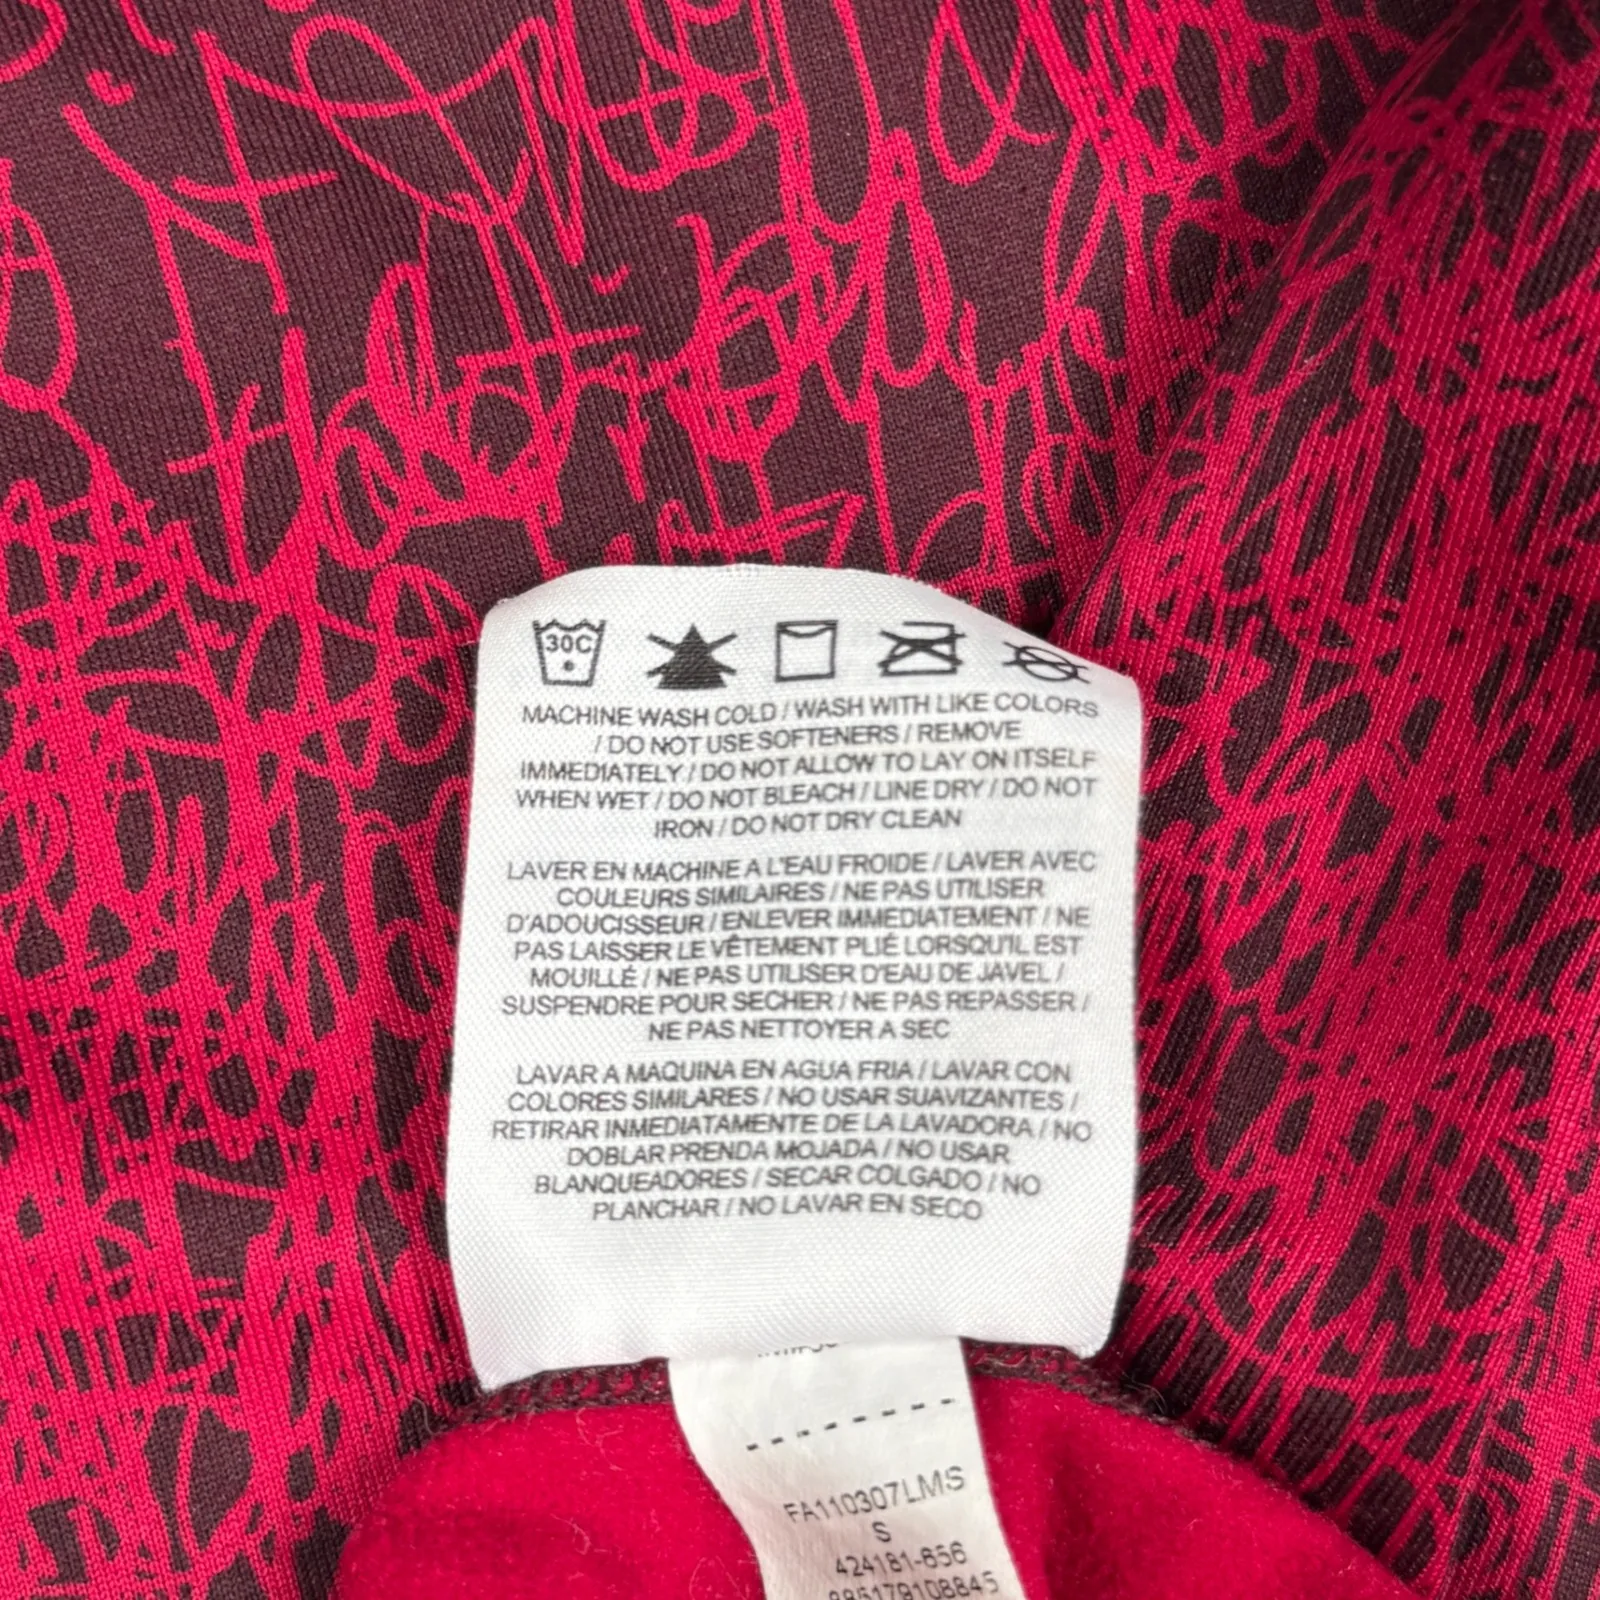 30C
MACHINE WASH COLD / WASH WITH LIKE COLORS
/ DO NOT USE SOFTENERS / REMOVE
IMMEDIATELY / DO NOT ALLOW TO LAY ON ITSELF
WHEN WET / DO NOT BLEACH / LINE DRY / DO NOT
IRON / DO NOT DRY CLEAN
LAVER EN MACHINE A L'EAU FROIDE / LAVER AVEC
COULEURS SIMILAIRES / NE PAS UTILISER
D'ADOUCISSEUR / ENLEVER IMMEDIATEMENT / NE
PAS LAISSER LE VÊTEMENT PLIÉ LORSQU'IL EST
MOUILLÉ / NE PAS UTILISER D'EAU DE JAVEL /
SUSPENDRE POUR SECHER / NE PAS REPASSER /
NE PAS NETTOYER A SEC
LAVAR A MAQUINA EN AGUA FRIA / LAVAR CON
COLORES SIMILARES / NO USAR SUAVIZANTES /
RETIRAR INMEDIATAMENTE DE LA LAVADORA / NO
DOBLAR PRENDA MOJADA / NO USAR
BLANQUEADORES / SECAR COLGADO / NO
PLANCHAR / NO LAVAR EN SECO
FA110307LMS
S
424181-656
885179108845